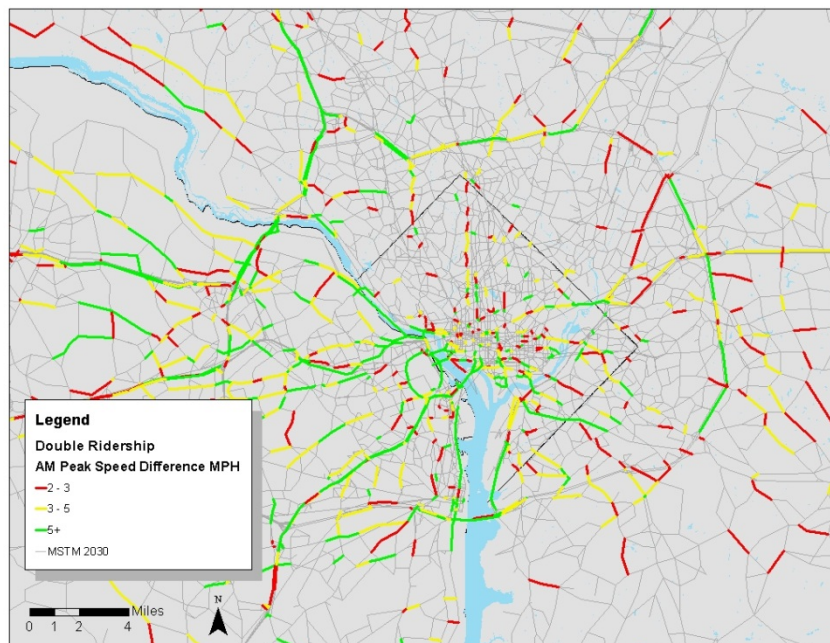 Legend
Double Ridership
AM Peak Speed Difference MPH
2 - 3
3 - 5
5+
MSTM 2030
N
Miles
0 1 2 4